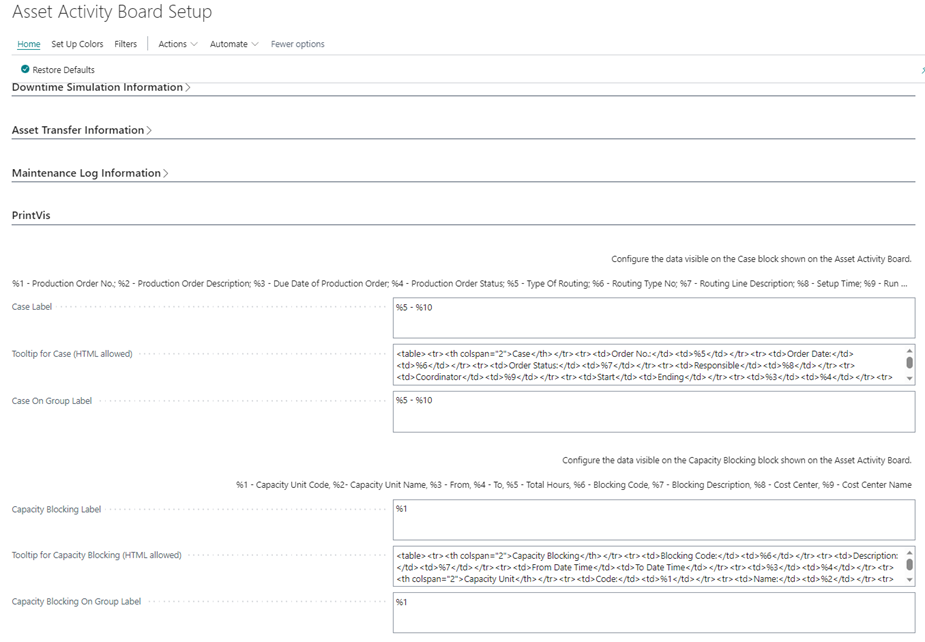 Asset Activity Board Setup
Home Set Up Colors Filters Actions Automate Fewer options
Restore Defaults
Downtime Simulation Information
Asset Transfer Information
Maintenance Log Information
PrintVis
Configure the data visible on the Case block shown on the Asset Activity Board.
%1 - Production Order No.; %2 - Production Order Description; %3 - Due Date of Production Order; %4 - Production Order Status; %5 - Type Of Routing; %6 - Routing Type No; %7 - Routing Line Description; %8 - Setup Time; %9 - Run ...
Case Label
%5 - %10
Tooltip for Case (HTML allowed)
<table><tr><th colspan="2">Case</th></tr><tr><td>Order No.:</td><td>%5</td></tr><tr><td>Order Date:</td>
<td>%6</td></tr><tr><td>Order Status:</td><td>%7</td></tr><tr><td>Responsible</td><td>%8</td></tr><tr>
<td>Coordinator</td><td>%9</td></tr><tr><td>Start</td><td>Ending</td></tr><tr><td>%3</td><td>%4</td></tr><tr>
Case On Group Label
%5 - %10
Configure the data visible on the Capacity Blocking block shown on the Asset Activity Board.
%1 - Capacity Unit Code, %2- Capacity Unit Name, %3 - From, %4 - To, %5 - Total Hours, %6 - Blocking Code, %7 - Blocking Description, %8 - Cost Center, %9 - Cost Center Name
Capacity Blocking Label
%1
Tooltip for Capacity Blocking (HTML allowed)
<table><tr><th colspan="2">Capacity Blocking</th></tr><tr><td>Blocking Code:</td><td>%6</td></tr><tr><td>Description:
</td><td>%7</td></tr><tr><td>From Date Time</td><td>To Date Time</td></tr><tr><td>%3</td><td>%4</td></tr><tr>
<th colspan="2">Capacity Unit</th></tr><tr><td>Code:</td><td>%1</td></tr><tr><td>Name:</td><td>%2</td></tr><tr>
Capacity Blocking On Group Label
%1